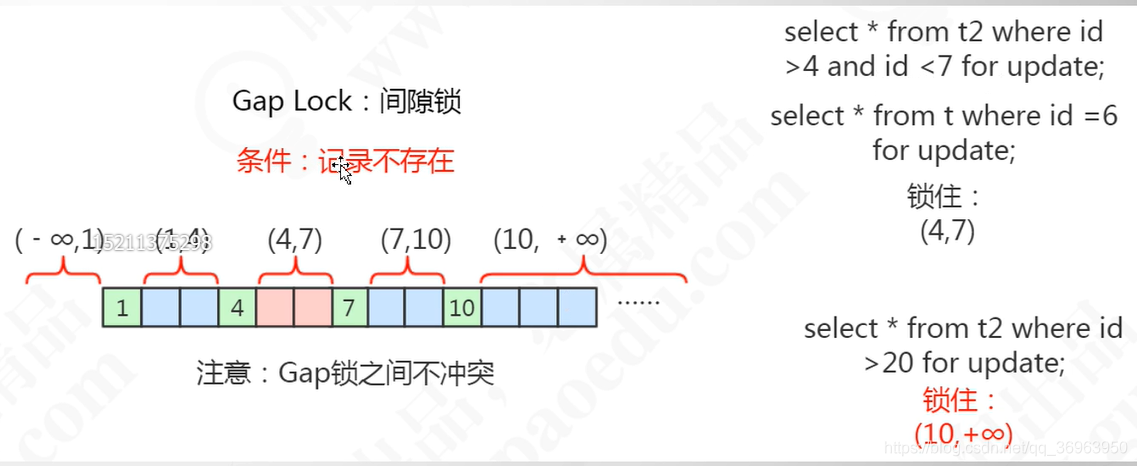 Gap Lock：间隙锁
条件：记录不存在
(－∞,1)
(1,4)
(4,7)
(7,10)
(10, ＋∞)
15211375298
1
4
7
10
······
注意：Gap锁之间不冲突
select * from t2 where id
>4 and id <7 for update;
select * from t where id =6
for update;
锁住：
(4,7)
select * from t2 where id
>20 for update;
锁住：
(10,+∞)
https://blog.csdn.net/qq_36963950